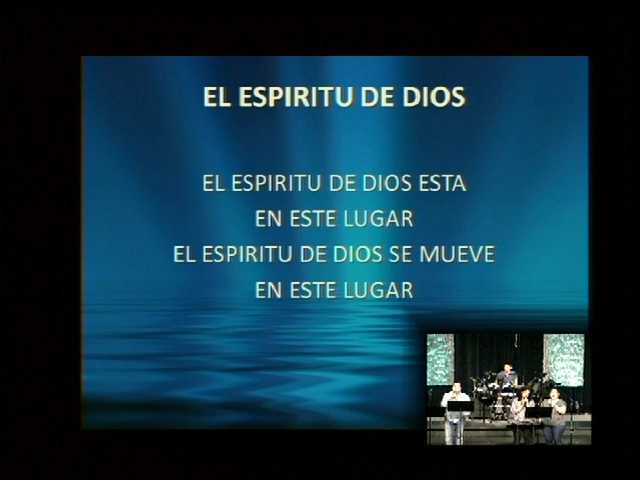 EL ESPIRITU DE DIOS
EL ESPIRITU DE DIOS ESTA
EN ESTE LUGAR
EL ESPIRITU DE DIOS SE MUEVE
EN ESTE LUGAR